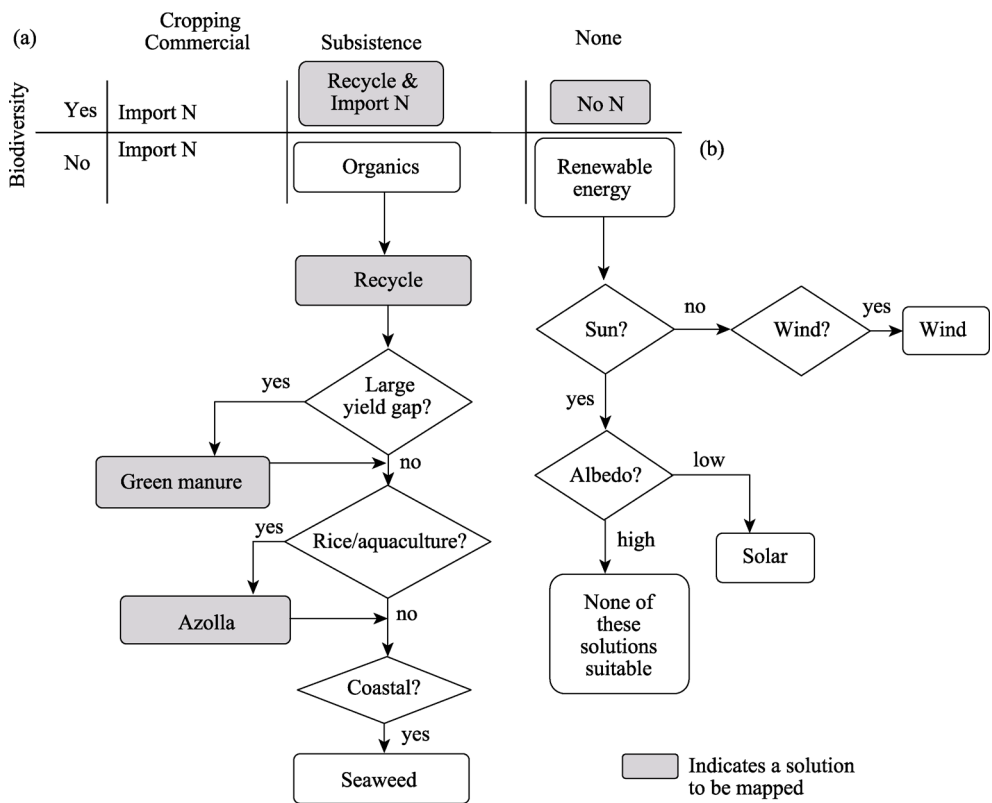 (a)
Cropping
Commercial
Subsistence
None
Biodiversity
Yes
Import N
Recycle &
Import N
No N
No
Import N
(b)
Organics
Renewable
energy
Recycle
Sun?
no
Wind?
yes
Wind
yes
Large
yield gap?
yes
Green manure
no
Albedo?
low
yes
Rice/aquaculture?
high
Solar
Azolla
no
None of
these
solutions
suitable
Coastal?
yes
Seaweed
Indicates a solution
to be mapped